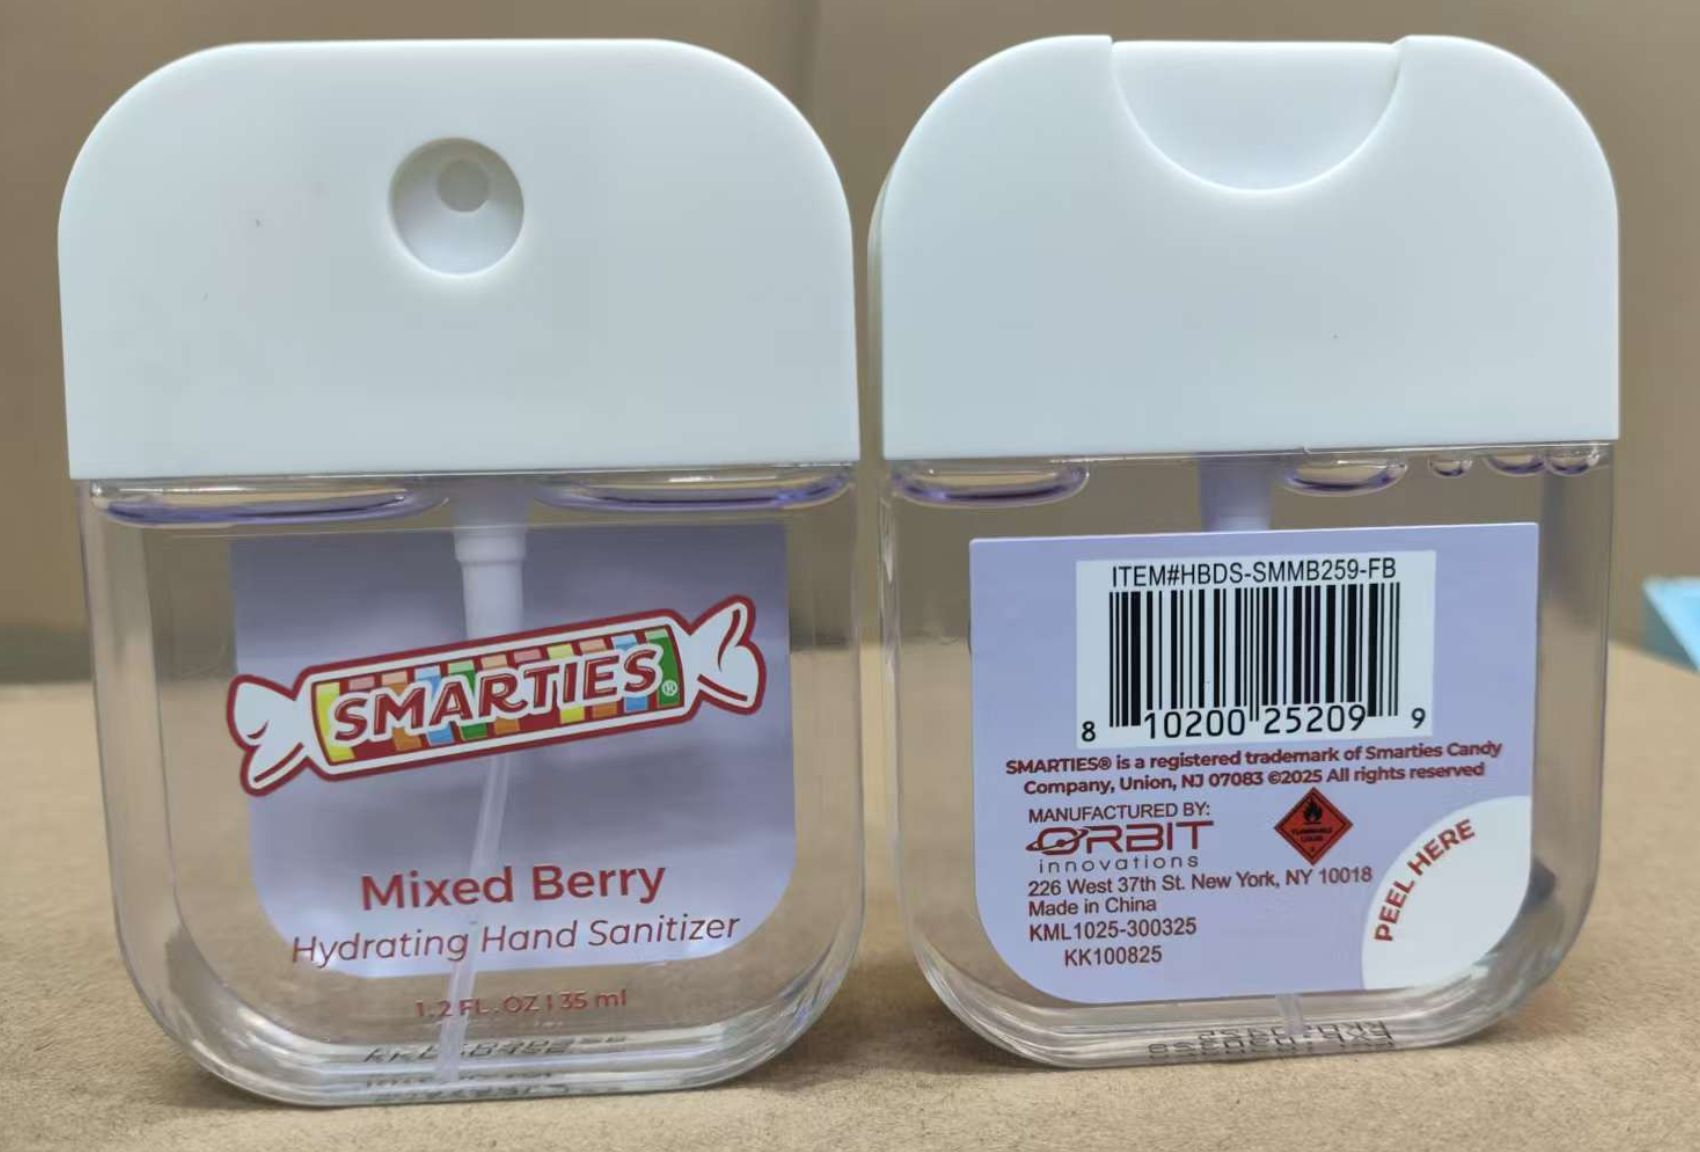 SMARTIES®
Mixed Berry
Hydrating Hand Sanitizer
1.2 FL. OZ | 35 ml
ITEM#HBDS-SMMB259-FB
8 10200 25209 9
SMARTIES® is a registered trademark of Smarties Candy
Company, Union, NJ 07083 ©2025 All rights reserved
MANUFACTURED BY:
ORBIT
innovations
FLAMMABLE
LIQUID
226 West 37th St. New York, NY 10018
Made in China
KML1025-300325
KK100825
PEEL HERE